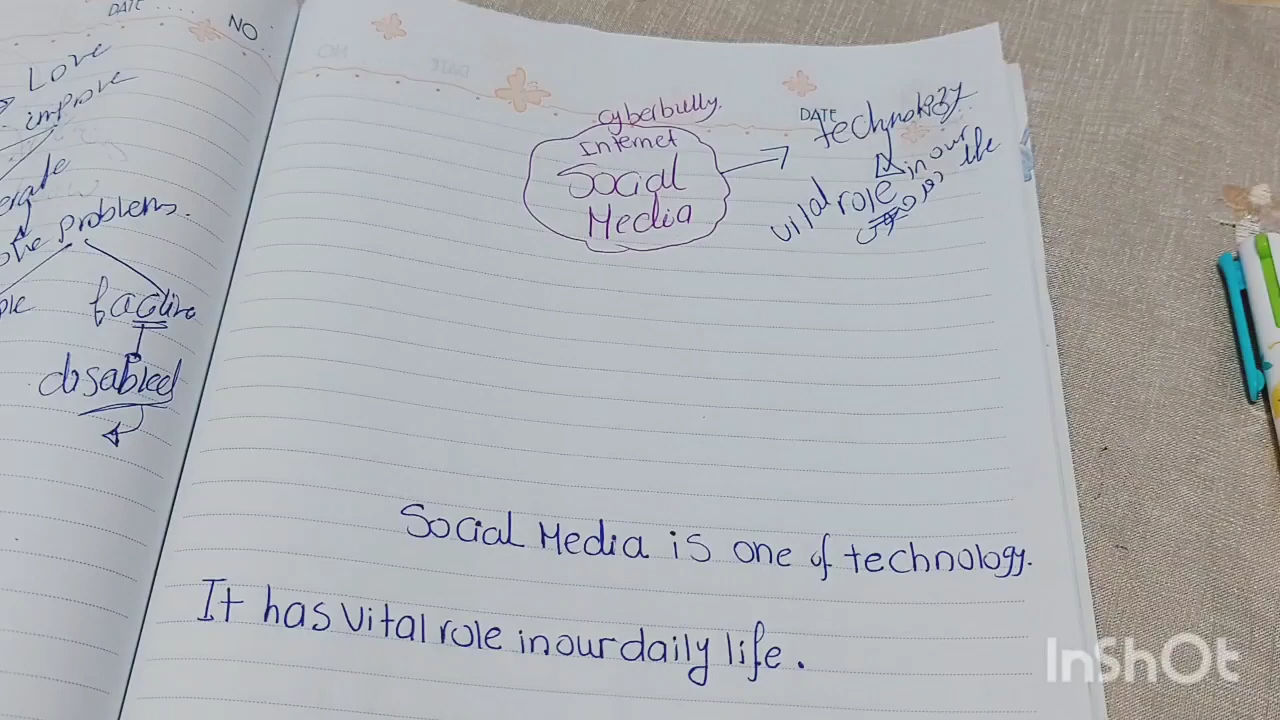 DATE
NO
Love
improve
problems.
disabled
cyberbully.
Internet
Social
Media
DATE
technology
vital role in our life
Social Media is one of technology.
It has vital role in our daily life.
InShOt